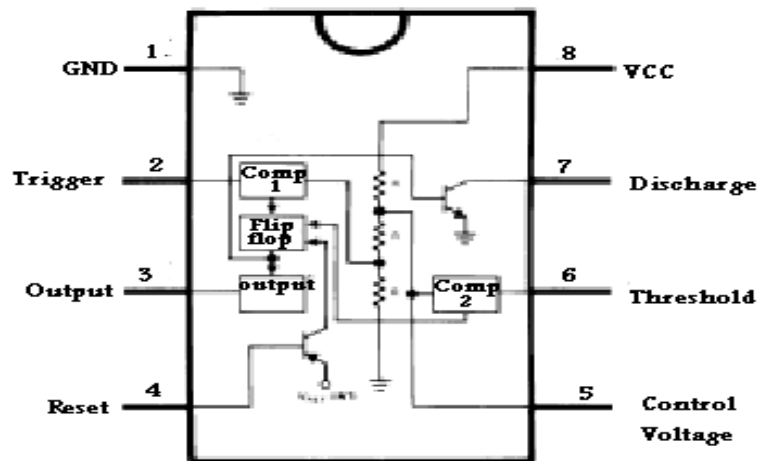 1
GND
8
VCC
2
Trigger
Comp
1
7
Discharge
Flip
flop
3
Output
output
Comp
2
6
Threshold
4
Reset
5
Control
Voltage